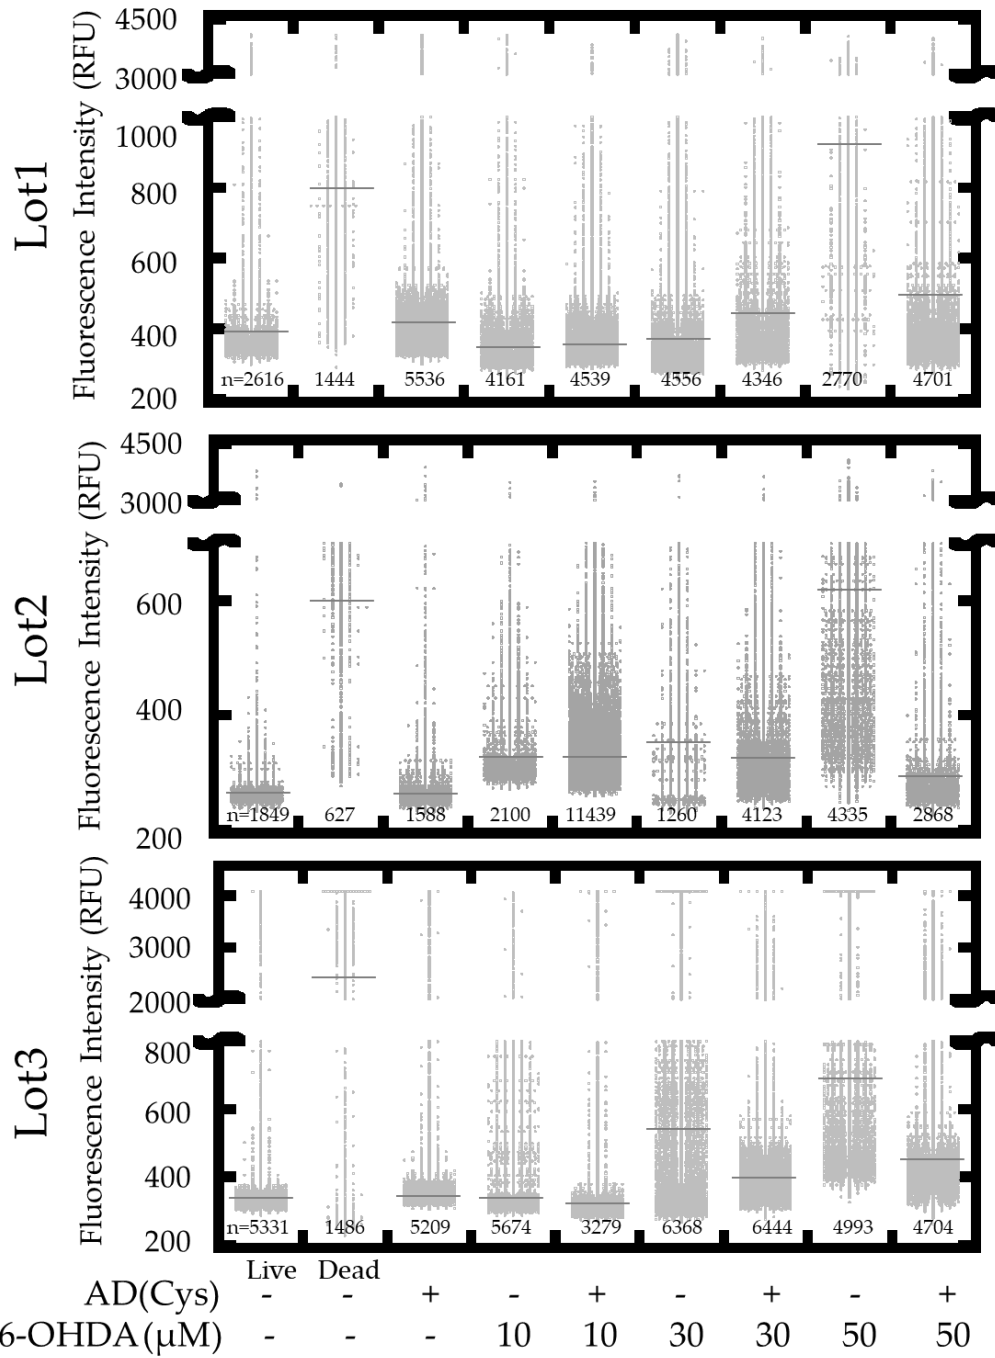 Lot1
Fluorescence Intensity (RFU)
4500
3000
1000
800
600
400
200
n=2616 1444 5536 4161 4539 4556 4346 2770 4701
Lot2
Fluorescence Intensity (RFU)
4500
3000
600
400
200
n=1849 627 1588 2100 11439 1260 4123 4335 2868
Lot3
Fluorescence Intensity (RFU)
4000
3000
2000
800
600
400
200
n=5331 1486 5209 5674 3279 6368 6444 4993 4704
Live Dead
AD(Cys) - - + - + - + - +
6-OHDA(μM) - - - 10 10 30 30 50 50